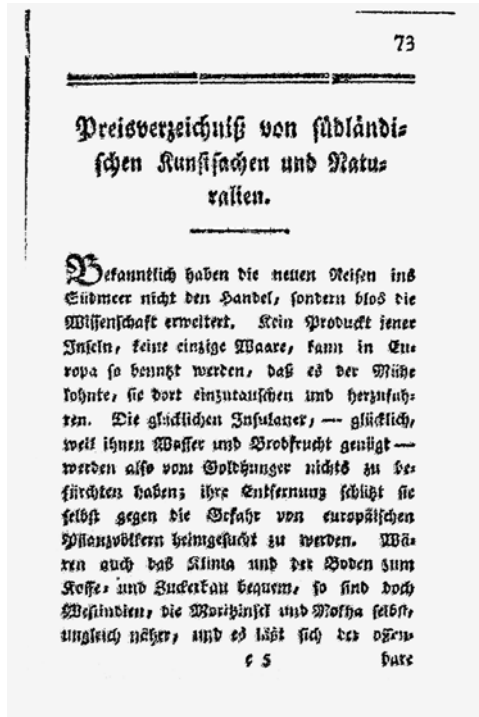 73
Preisverzeichniß von südländi-
schen Kunstsachen und Natu-
ralien.
Bekanntlich haben die neuen Reisen ins
Südmeer nicht den Handel, sondern blos die
Wissenschaft erweitert. Kein Produckt jener
Inseln, keine einzige Waare, kann in Eu-
ropa so benutzt werden, daß es der Mühe
lohnte, sie dort einzutauschen und herzufüh-
ren. Die glücklichen Insulaner, — glücklich,
weil ihnen Wasser und Brodfrucht genügt —
werden also vom Goldhunger nichts zu be-
fürchten haben; ihre Entfernung schützt sie
selbst gegen die Gefahr von europäischen
Pflanzvölkern heimgesucht zu werden. Wä-
ren auch das Klima und der Boden zum
Koffe- und Zuckerbau bequem, so sind doch
Westindien, die Moritzinsel und Mokha selbst,
ungleich näher, und es läßt sich der offen-
c 5 bare